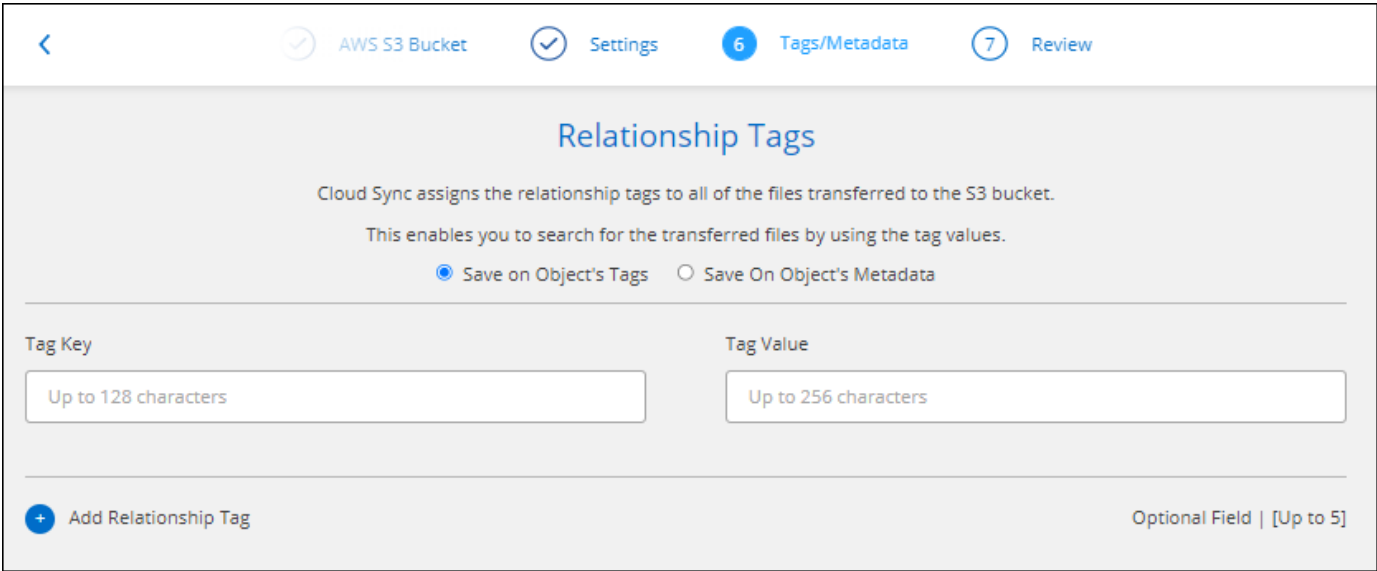 AWS S3 Bucket Settings 6 Tags/Metadata 7 Review
Relationship Tags
Cloud Sync assigns the relationship tags to all of the files transferred to the S3 bucket.
This enables you to search for the transferred files by using the tag values.
Save on Object's Tags Save On Object's Metadata
Tag Key Tag Value
Up to 128 characters Up to 256 characters
Add Relationship Tag Optional Field | [Up to 5]